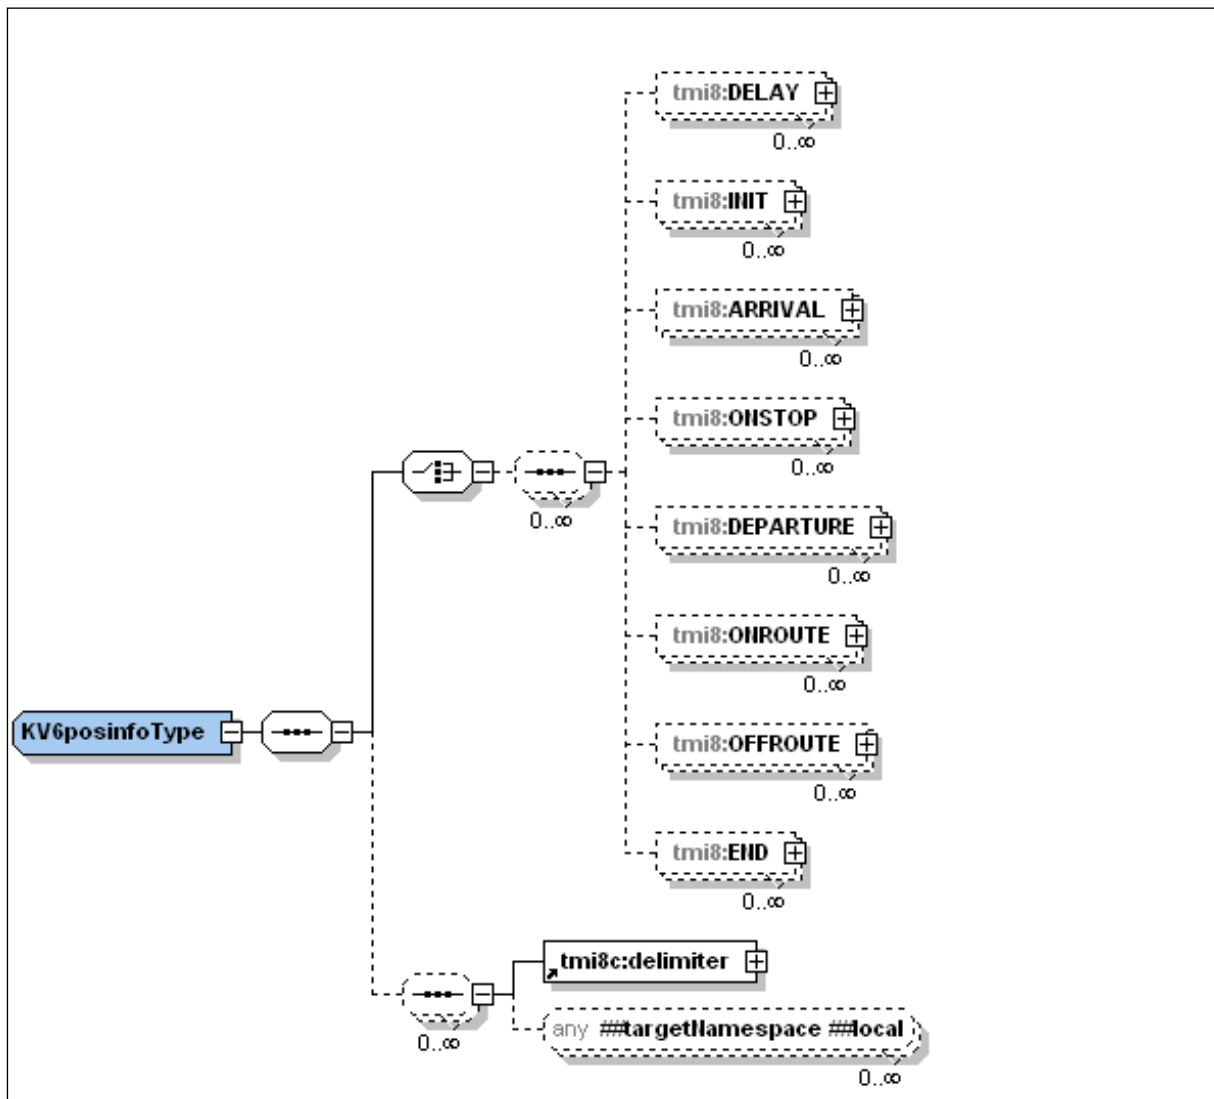 tmi8:DELAY
0..∞
tmi8:INIT
0..∞
tmi8:ARRIVAL
0..∞
tmi8:ONSTOP
0..∞
0..∞
tmi8:DEPARTURE
0..∞
tmi8:ONROUTE
0..∞
KV6posinfoType
tmi8:OFFROUTE
0..∞
tmi8:END
0..∞
tmi8c:delimiter
any ##targetNamespace ##local
0..∞
0..∞